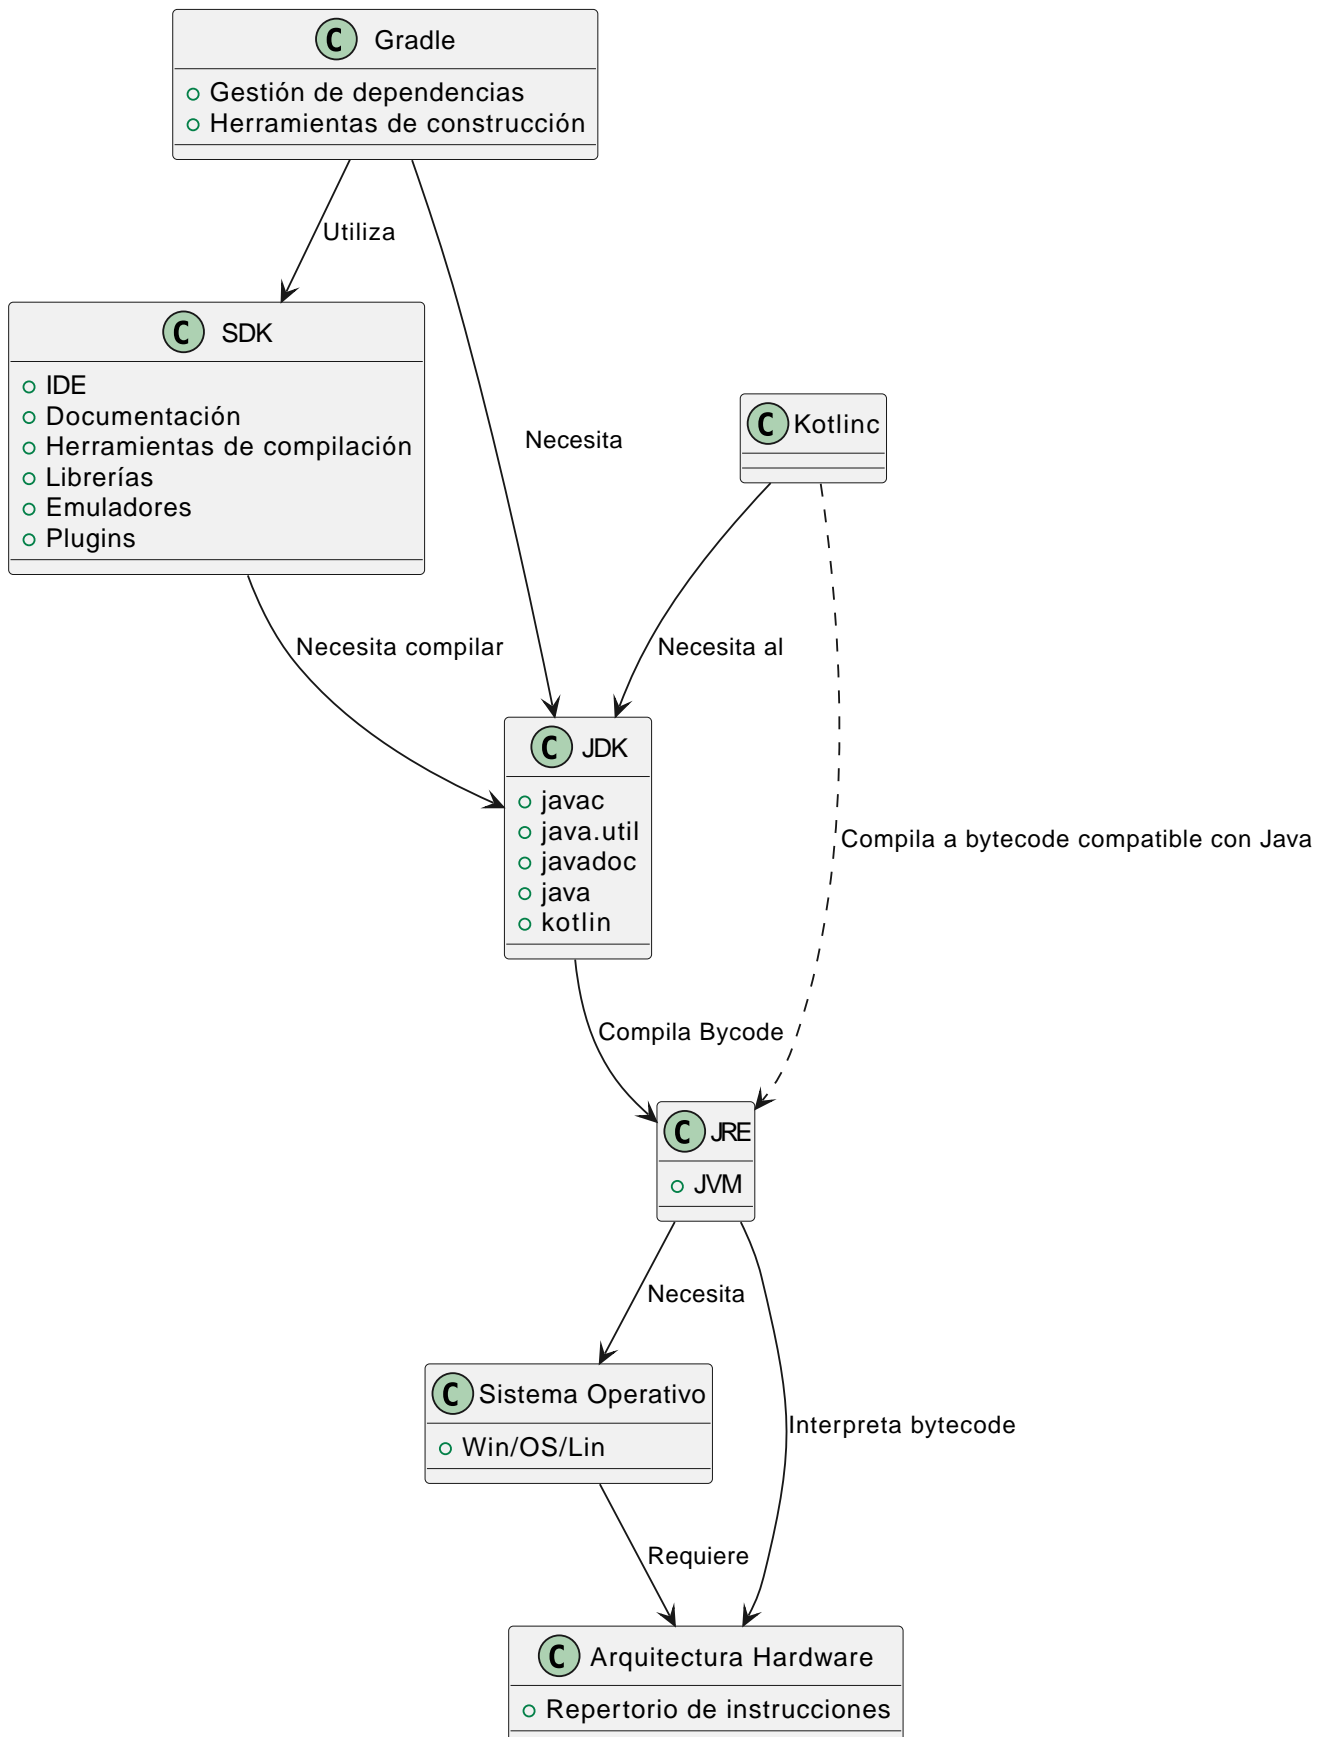 C Gradle
Gestión de dependencias
Herramientas de construcción
Utiliza
C SDK
IDE
Documentación
Herramientas de compilación
Librerías
Emuladores
Plugins
C Kotlinc
Necesita
Necesita compilar
Necesita al
C JDK
javac
java.util
javadoc
java
kotlin
Compila a bytecode compatible con Java
Compila Bycode
C JRE
JVM
Necesita
C Sistema Operativo
Win/OS/Lin
Interpreta bytecode
Requiere
C Arquitectura Hardware
Repertorio de instrucciones